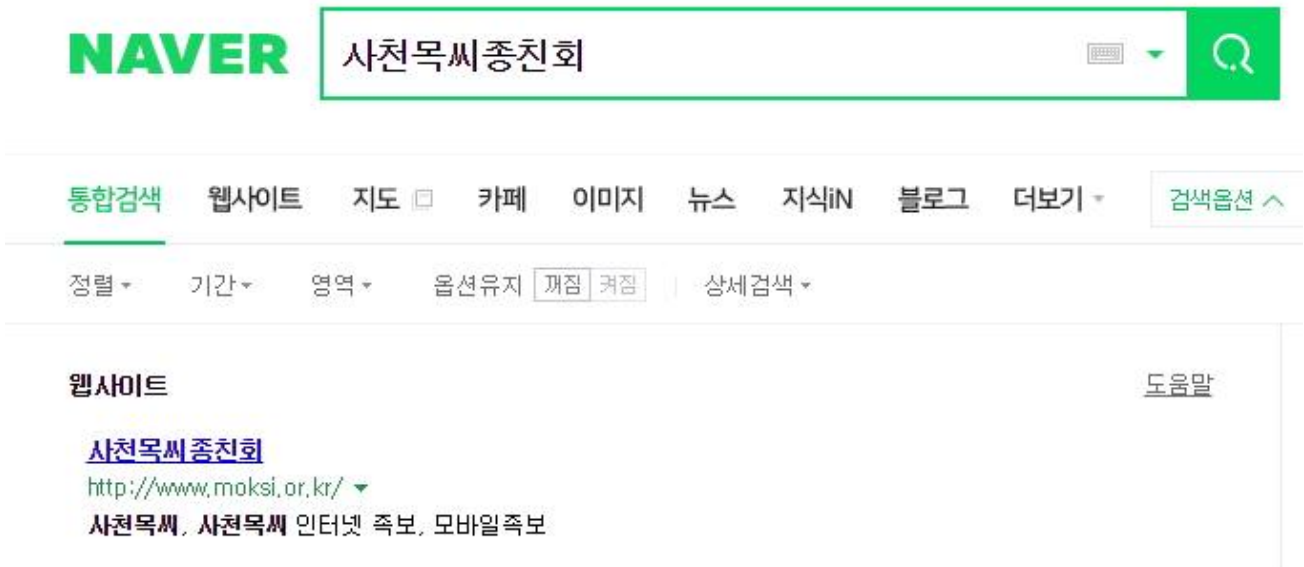 NAVER 사천목씨종친회
통합검색 웹사이트 지도 카페 이미지 뉴스 지식iN 블로그 더보기 검색옵션
정렬 기간 영역 옵션유지 꺼짐 켜짐 상세검색
웹사이트 도움말
사천목씨종친회
http://www.moksi.or.kr/
사천목씨, 사천목씨 인터넷 족보, 모바일족보